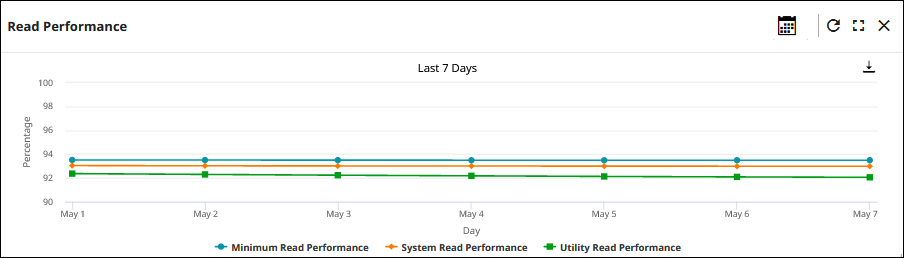 Read Performance
Last 7 Days
100
98
96
94
92
90
Percentage
May 1 May 2 May 3 May 4 May 5 May 6 May 7
Day
Minimum Read Performance System Read Performance Utility Read Performance